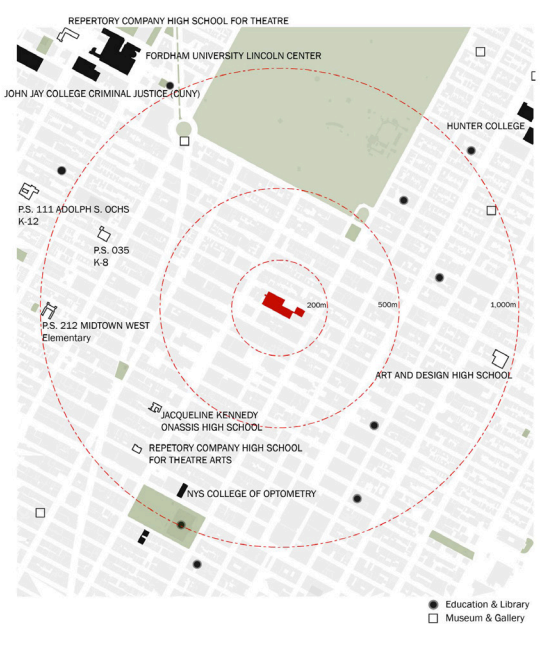 REPERTORY COMPANY HIGH SCHOOL FOR THEATRE
FORDHAM UNIVERSITY LINCOLN CENTER
JOHN JAY COLLEGE CRIMINAL JUSTICE (CUNY)
HUNTER COLLEGE
P.S. 111 ADOLPH S. OCHS
K-12
P.S. 035
K-8
200m
500m
1,000m
P.S. 212 MIDTOWN WEST
Elementary
ART AND DESIGN HIGH SCHOOL
JACQUELINE KENNEDY
ONASSIS HIGH SCHOOL
REPETORY COMPANY HIGH SCHOOL
FOR THEATRE ARTS
NYS COLLEGE OF OPTOMETRY
Education & Library
Museum & Gallery